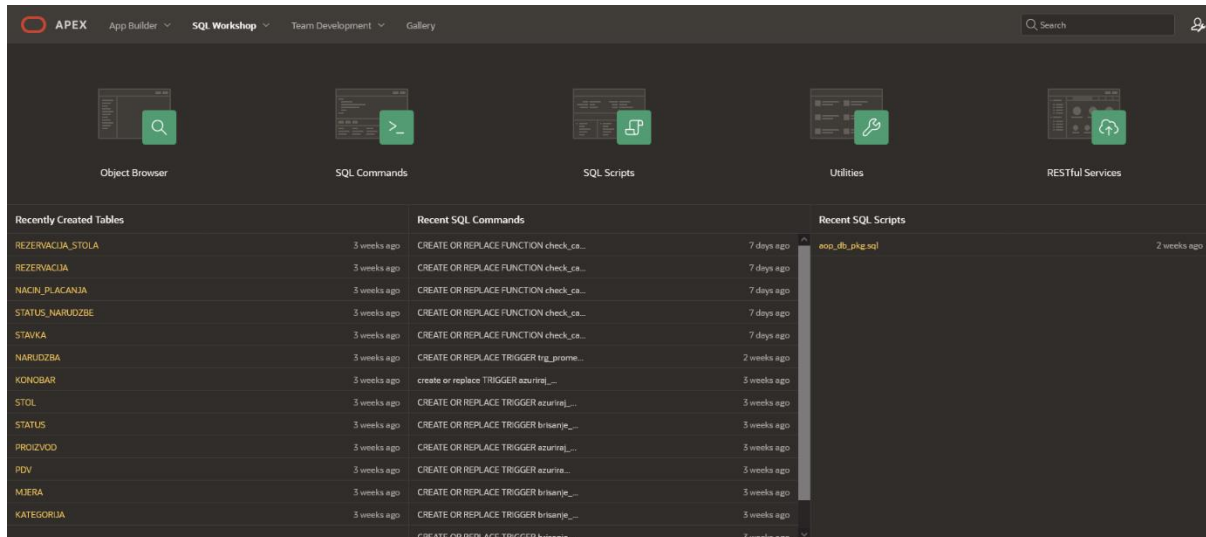 APEX App Builder SQL Workshop Team Development Gallery Search
Object Browser SQL Commands SQL Scripts Utilities RESTful Services
Recently Created Tables Recent SQL Commands Recent SQL Scripts
REZERVACIJA_STOLA 3 weeks ago CREATE OR REPLACE FUNCTION check_ca... 7 days ago aop_db_pkg.sql 2 weeks ago
REZERVACIJA 3 weeks ago CREATE OR REPLACE FUNCTION check_ca... 7 days ago
NACIN_PLACANJA 3 weeks ago CREATE OR REPLACE FUNCTION check_ca... 7 days ago
STATUS_NARUDZBE 3 weeks ago CREATE OR REPLACE FUNCTION check_ca... 7 days ago
STAVKA 3 weeks ago CREATE OR REPLACE FUNCTION check_ca... 7 days ago
NARUDZBA 3 weeks ago CREATE OR REPLACE TRIGGER trg_prome... 2 weeks ago
KONOBAR 3 weeks ago create or replace TRIGGER azuriraj_... 3 weeks ago
STOL 3 weeks ago CREATE OR REPLACE TRIGGER azuriraj_... 3 weeks ago
STATUS 3 weeks ago CREATE OR REPLACE TRIGGER brisanje_... 3 weeks ago
PROIZVOD 3 weeks ago CREATE OR REPLACE TRIGGER azuriraj_... 3 weeks ago
PDV 3 weeks ago CREATE OR REPLACE TRIGGER azurira... 3 weeks ago
MJERA 3 weeks ago CREATE OR REPLACE TRIGGER brisanje_... 3 weeks ago
KATEGORIJA 3 weeks ago CREATE OR REPLACE TRIGGER brisanje_... 3 weeks ago